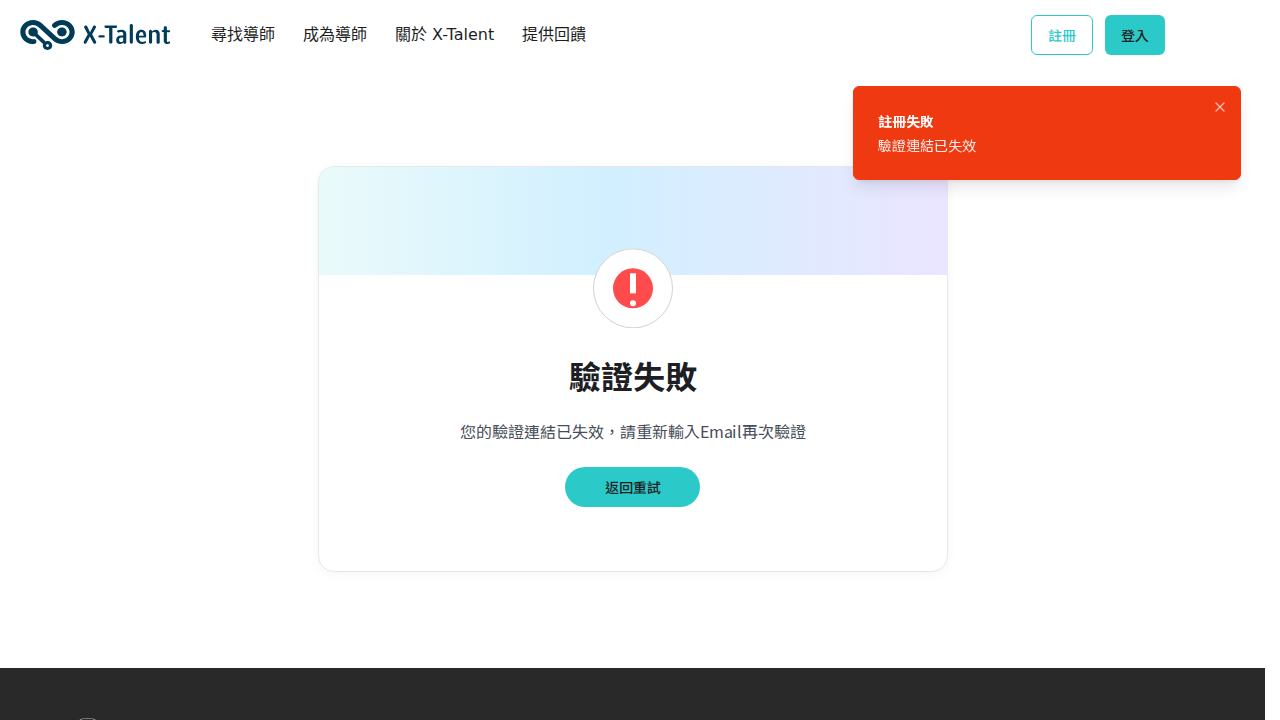 X-Talent
尋找導師
成為導師
關於 X-Talent
提供回饋
註冊
登入
註冊失敗
驗證連結已失效
驗證失敗
您的驗證連結已失效，請重新輸入Email再次驗證
返回重試